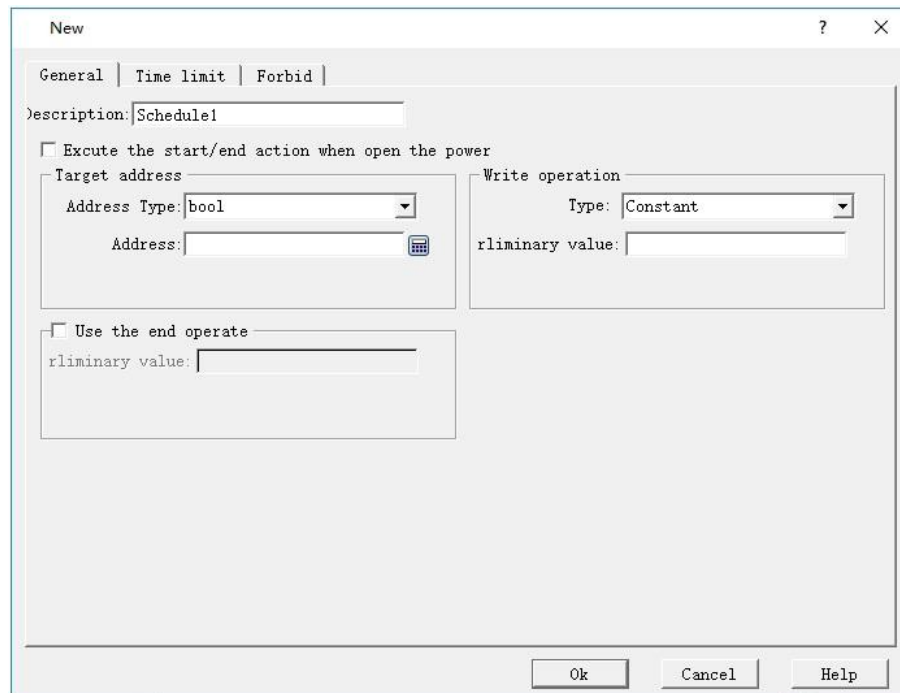 New
General
Time limit
Forbid
Description: Schedule1
Excute the start/end action when open the power
Target address
Address Type: bool
Address:
Write operation
Type: Constant
rliminary value:
Use the end operate
rliminary value:
Ok
Cancel
Help